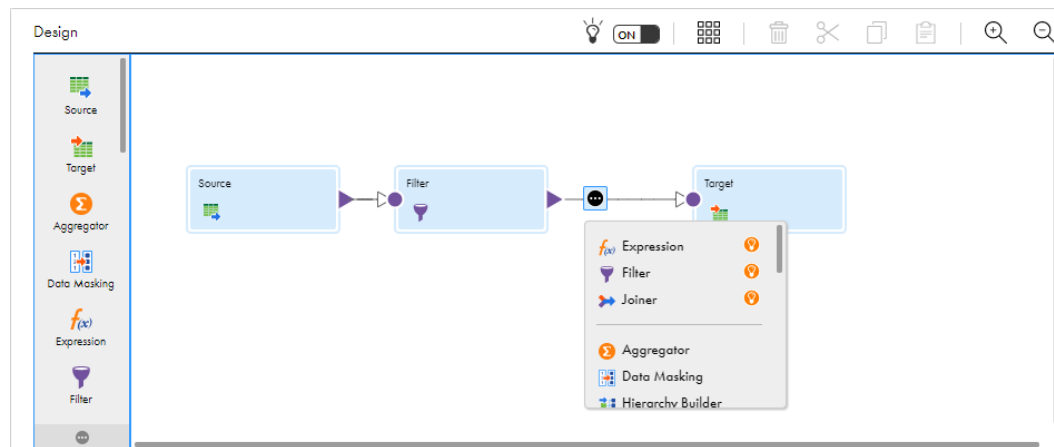 Design
ON
Source
Target
Aggregator
Data Masking
f(x)
Expression
Filter
Source
Filter
Target
f(x) Expression
Filter
Joiner
Aggregator
Data Masking
Hierarchy Builder